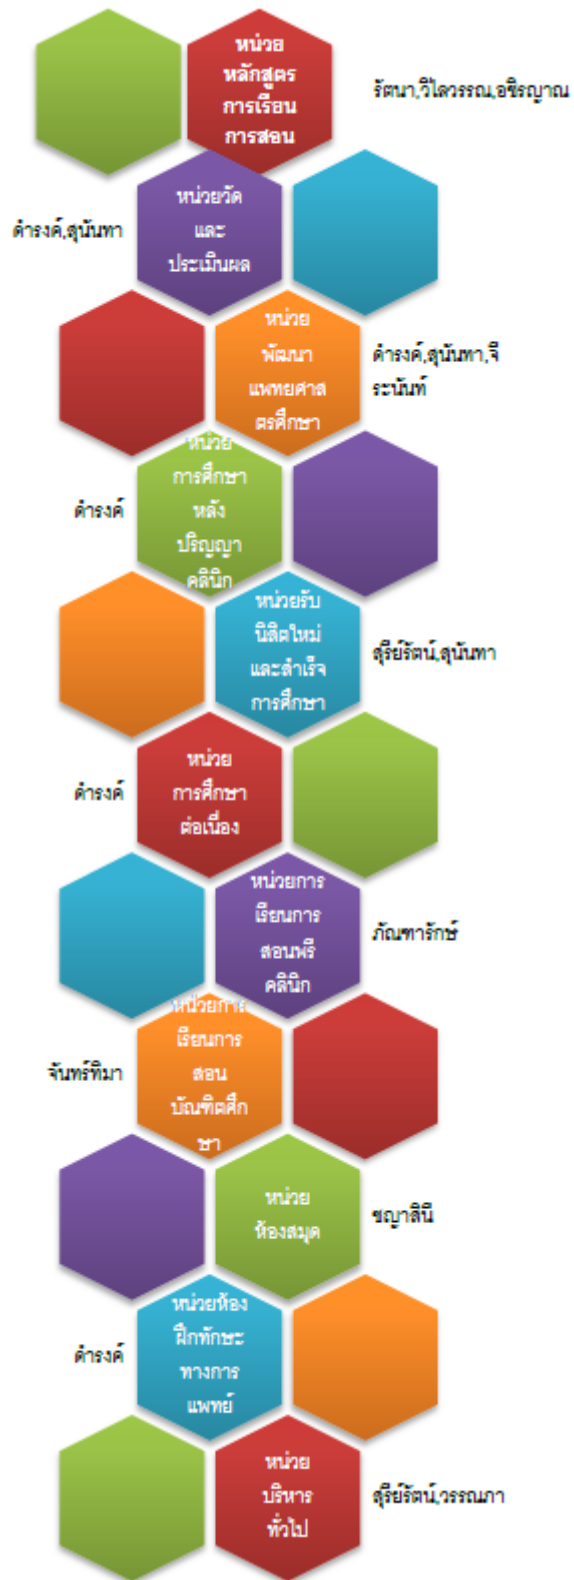 หน่วย
หลักสูตร
การเรียน
การสอน
รัตนา,วิไลวรรณ,อชิรญาณ
หน่วยวัด
และ
ประเมินผล
ดำรงค์,สุนันทา
หน่วย
พัฒนา
แพทยศาส
ตรศึกษา
ดำรงค์,สุนันทา,จี
ระนันท์
หน่วย
การศึกษา
หลัง
ปริญญา
คลินิก
ดำรงค์
หน่วยรับ
นิสิตใหม่
และสำเร็จ
การศึกษา
สุรีย์รัตน์,สุนันทา
หน่วย
การศึกษา
ต่อเนื่อง
ดำรงค์
หน่วยการ
เรียนการ
สอนพรี
คลินิก
ภัณฑารักษ์
หน่วยการ
เรียนการ
สอน
บัณฑิตศึก
ษา
จันทร์ทิมา
หน่วย
ห้องสมุด
ชญาสินี
หน่วยห้อง
ฝึกทักษะ
ทางการ
แพทย์
ดำรงค์
หน่วย
บริหาร
ทั่วไป
สุรีย์รัตน์,วรรณภา